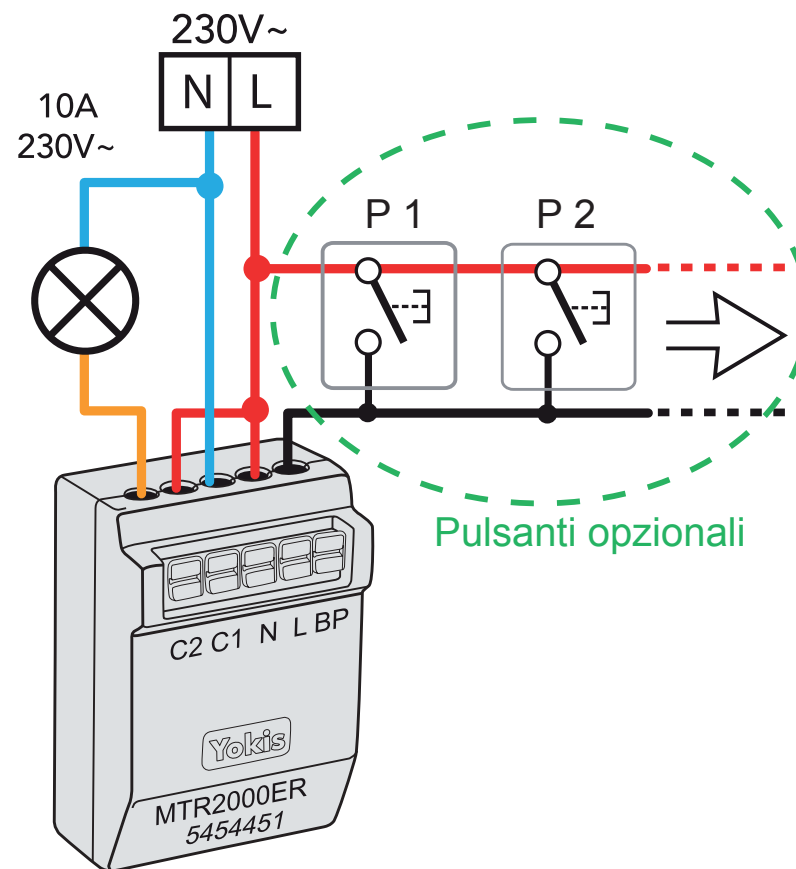 230V~
N L
10A
230V~
P 1 P 2
Pulsanti opzionali
C2 C1 N L BP
Yokis
MTR2000ER
5454451